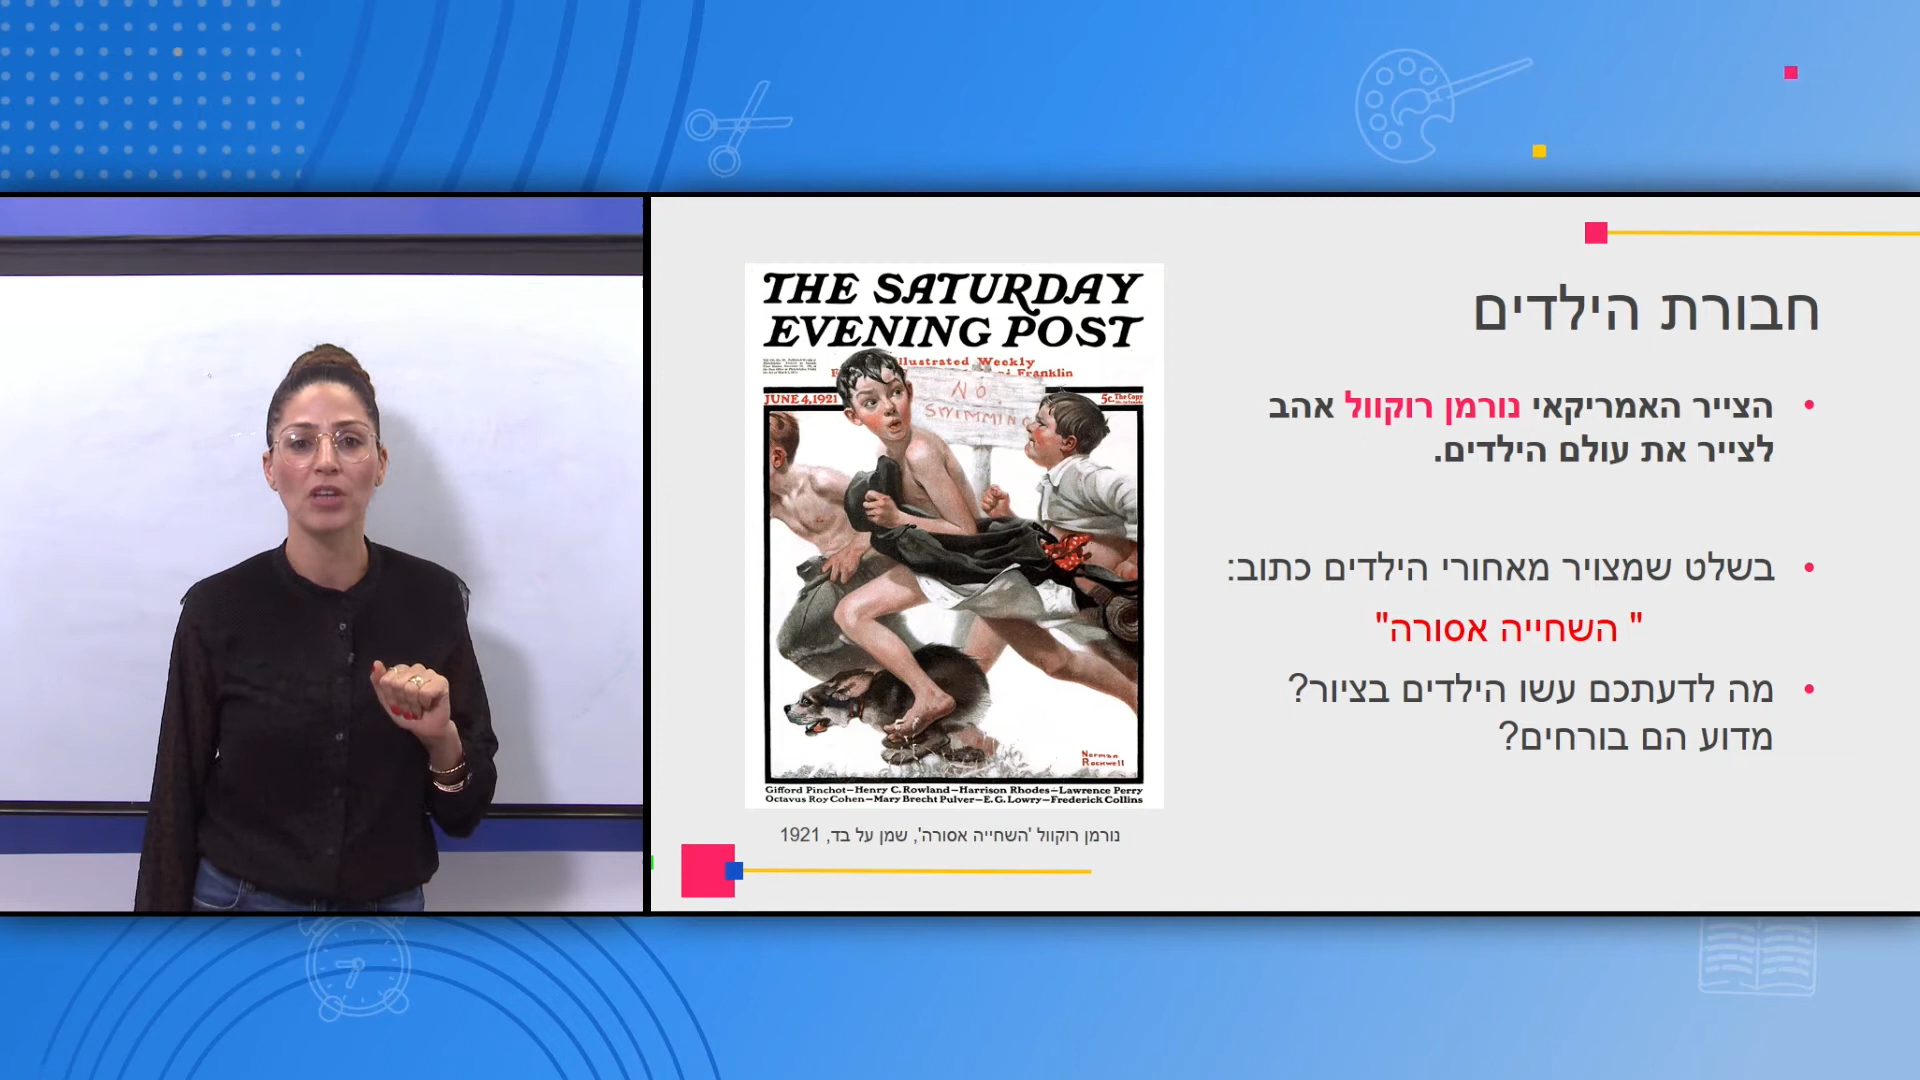 חבורת הילדים
הצייר האמריקאי נורמן רוקוול אהב
לצייר את עולם הילדים.
בשלט שמצויר מאחורי הילדים כתוב:
" השחייה אסורה"
מה לדעתכם עשו הילדים בציור?
מדוע הם בורחים?
THE SATURDAY
EVENING POST
llustrated Weekly
Franklin
JUNE 4, 1921
5c. The Copy
NO
SWIMMING
Norman
Rockwell
Gifford Pinchot—Henry C. Rowland—Harrison Rhodes—Lawrence Perry
Octavus Roy Cohen—Mary Brecht Pulver—E. G. Lowry—Frederick Collins
נורמן רוקוול 'השחייה אסורה', שמן על בד, 1921